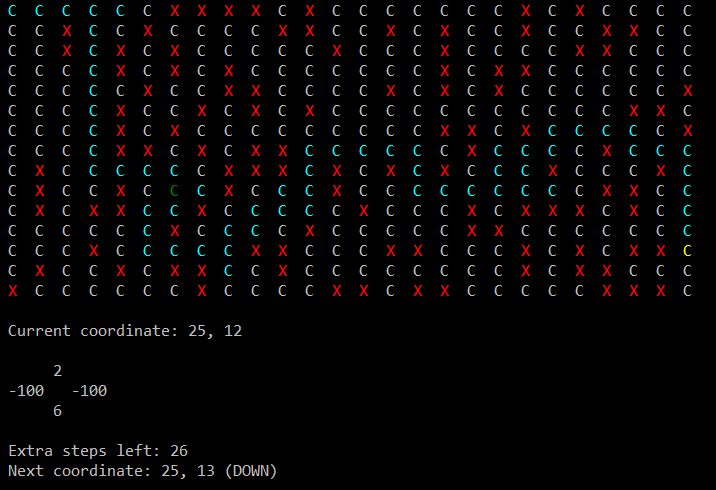 C C C C C C X X X X C X C C C C C C C X C X C C C C
C C X C C X C C C C X X C C X C X C C X C C X X C C
C C X C X C X C C C C C X C C C X C C C C X X C C C
C C C C X C X C X C C C C C C C X C X X C C C C C C
C C C C C X C C X X C C C C X C X C X C C C C C C X
C C C C X C C X C X C X C C C C C C C C C C C X X C
C C C C X C X C C C C C C C C C X X C X C C C C C X
C C C C X X C X C X X C C C C C C X C C C C X C C C
C X C C C C C C X X X C X C X C X C C C X C C C X C
C X C C X C C C X C C C X C C C C C C C C C X X C C
C X C X X C C X C C C C C X C C C X C X X X C X C C
C C C C C C X C C C C X C C C C C X X C C C C C C C
C C C X C C C C C X X C C C X X C C C X C X C X X C
C X C C X C X X C C X C C C C C C C C X C X X C C C
X C C C C C C X C C C C X X C X X C C C C C X X X C
Current coordinate: 25, 12
2
-100 -100
6
Extra steps left: 26
Next coordinate: 25, 13 (DOWN)